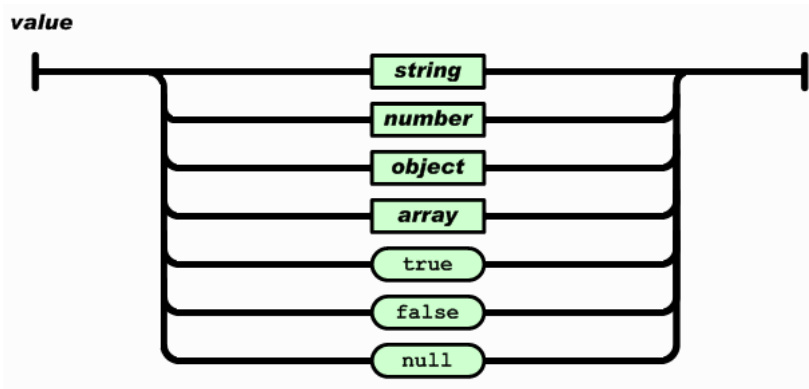 value
string
number
object
array
true
false
null